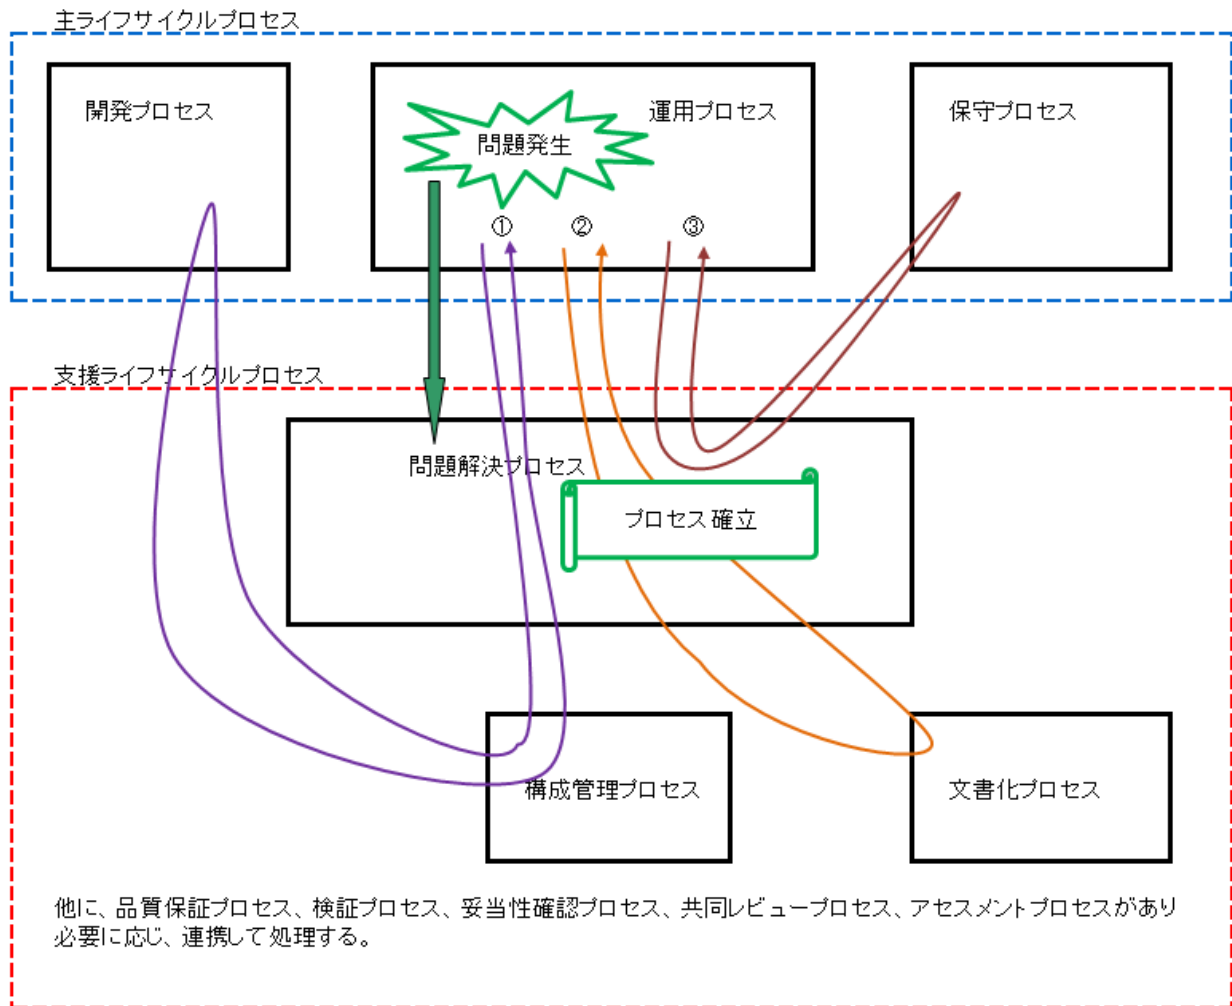 主ライフサイクルプロセス
開発プロセス
運用プロセス
保守プロセス
問題発生
① ② ③
支援ライフサイクルプロセス
問題解決プロセス
プロセス確立
構成管理プロセス
文書化プロセス
他に、品質保証プロセス、検証プロセス、妥当性確認プロセス、共同レビュープロセス、アセスメントプロセスがあり
必要に応じ、連携して処理する。